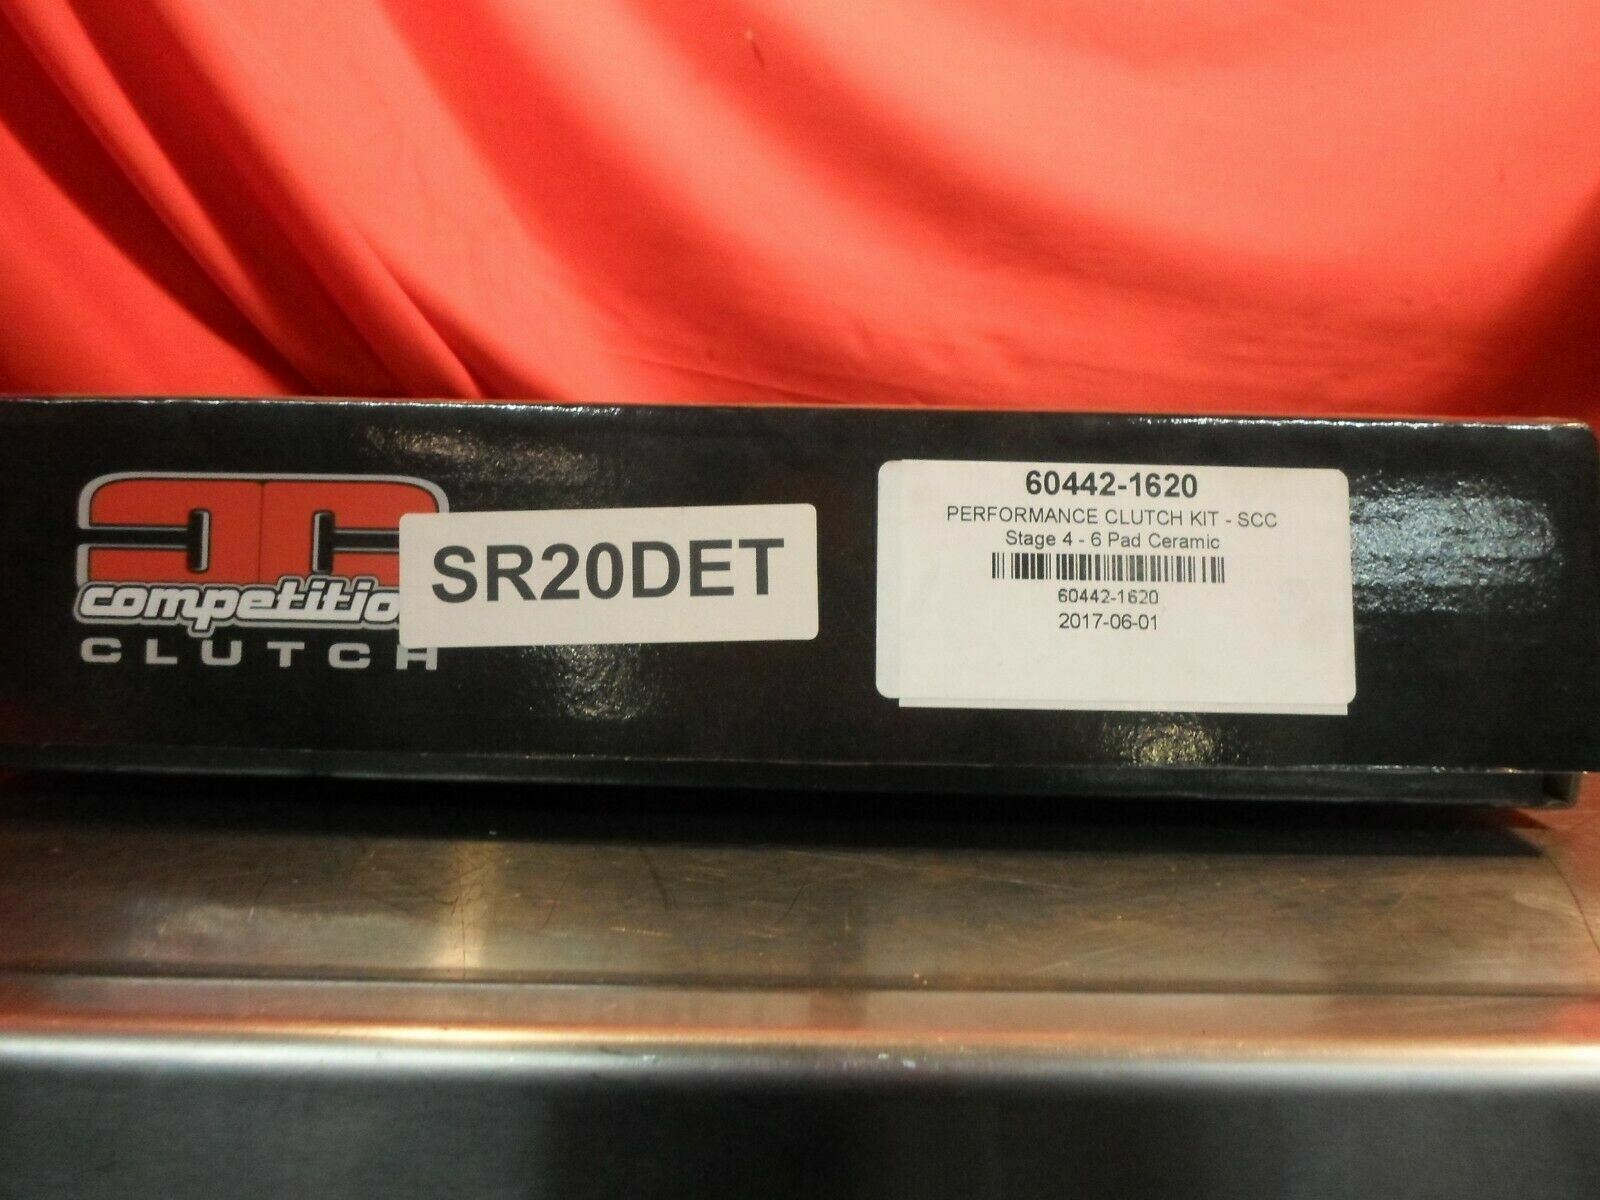 competitio
CLUTCH
SR20DET
60442-1620
PERFORMANCE CLUTCH KIT - SCC
Stage 4 - 6 Pad Ceramic
60442-1620
2017-06-01